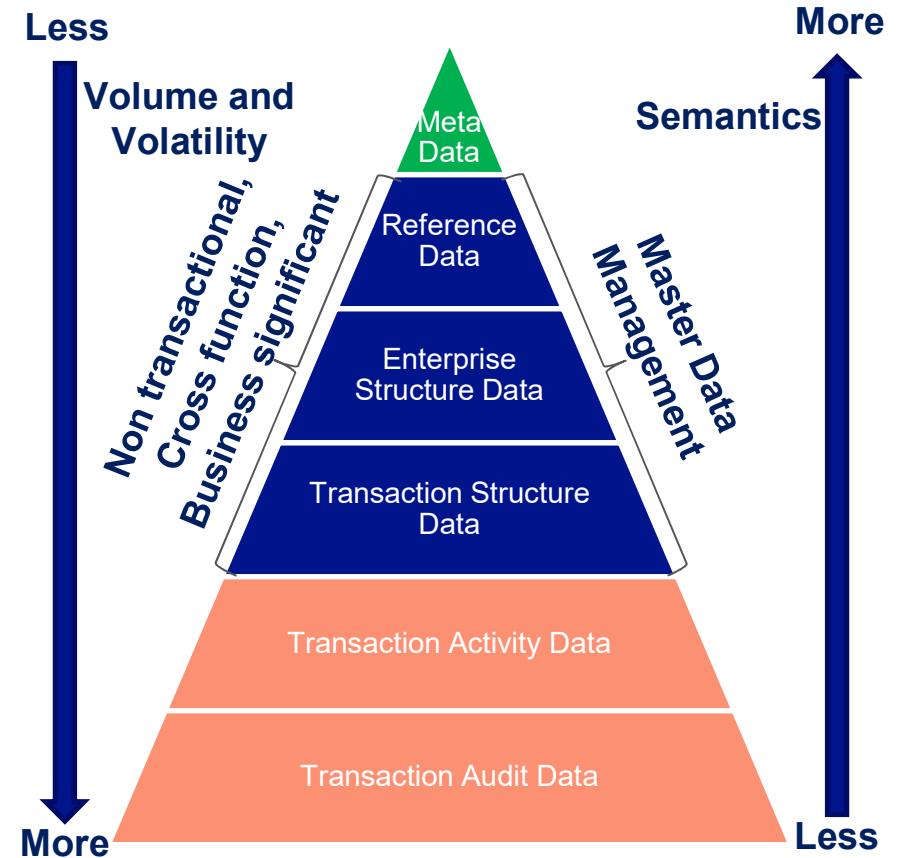 Less
More
Volume and
Volatility
Semantics
Meta
Data
Non transactional,
Cross function,
Business significant
Reference
Data
Master Data
Management
Enterprise
Structure Data
Transaction Structure
Data
Transaction Activity Data
Transaction Audit Data
More
Less